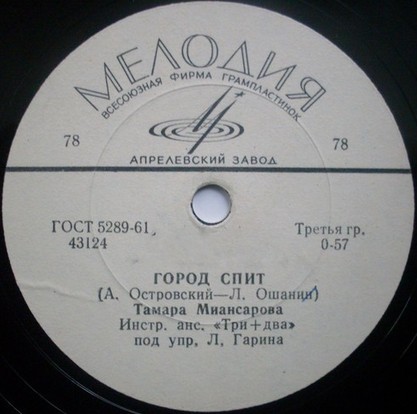 МЕЛОДИЯ
ВСЕСОЮЗНАЯ ФИРМА ГРАМПЛАСТИНОК
78 78
АПРЕЛЕВСКИЙ ЗАВОД
ГОСТ 5289-61 Третья гр.
43124 0-57
ГОРОД СПИТ
(А. Островский—Л. Ошанин)
Тамара Миансарова
Инстр. анс. «Три+два»
под упр, Л, Гарина